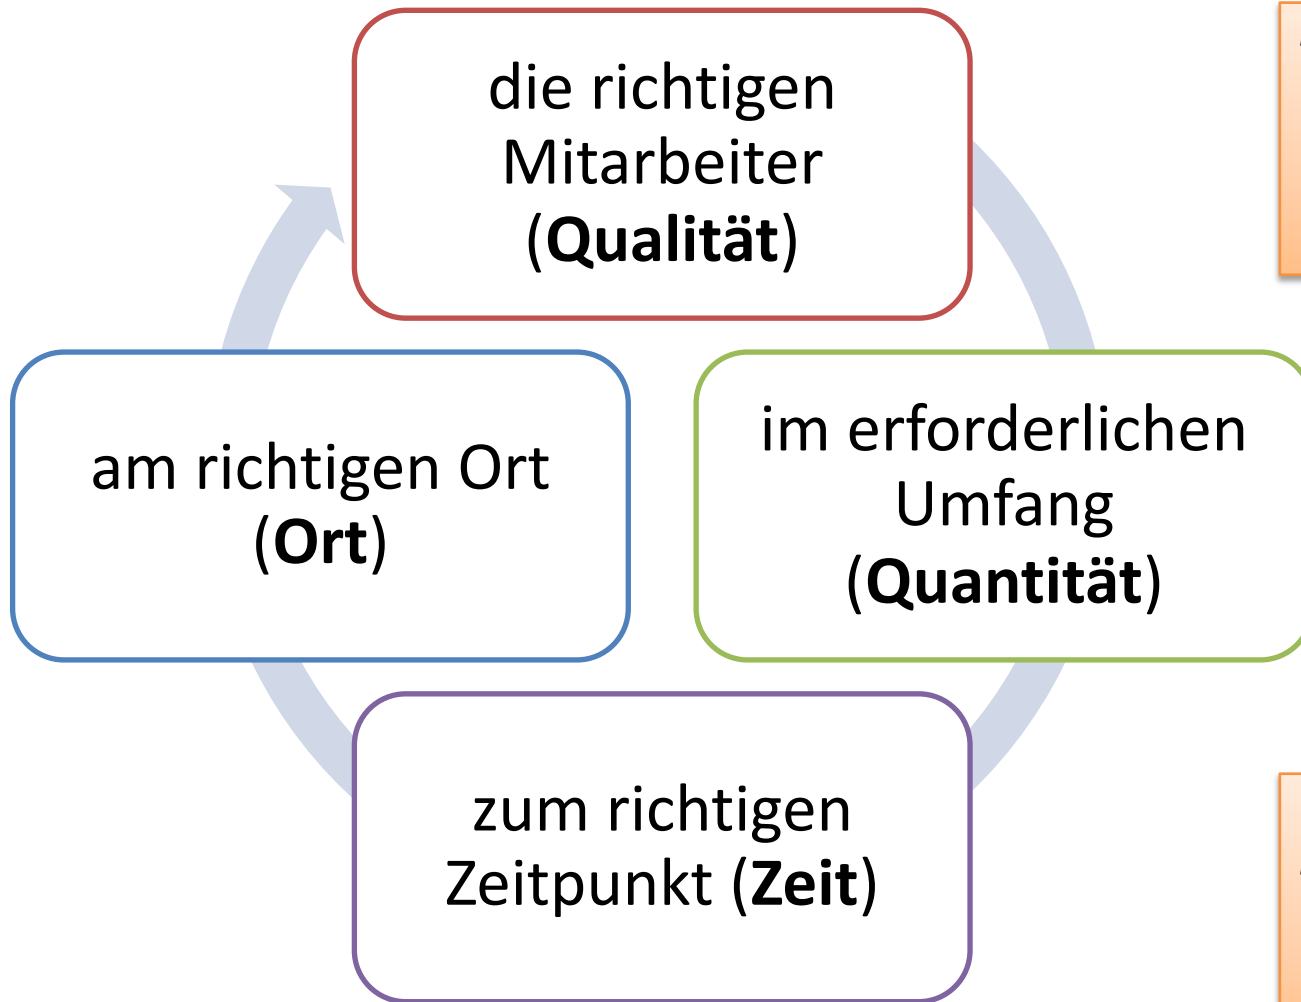 die richtigen
Mitarbeiter
(Qualität)
im erforderlichen
Umfang
(Quantität)
zum richtigen
Zeitpunkt (Zeit)
am richtigen Ort
(Ort)